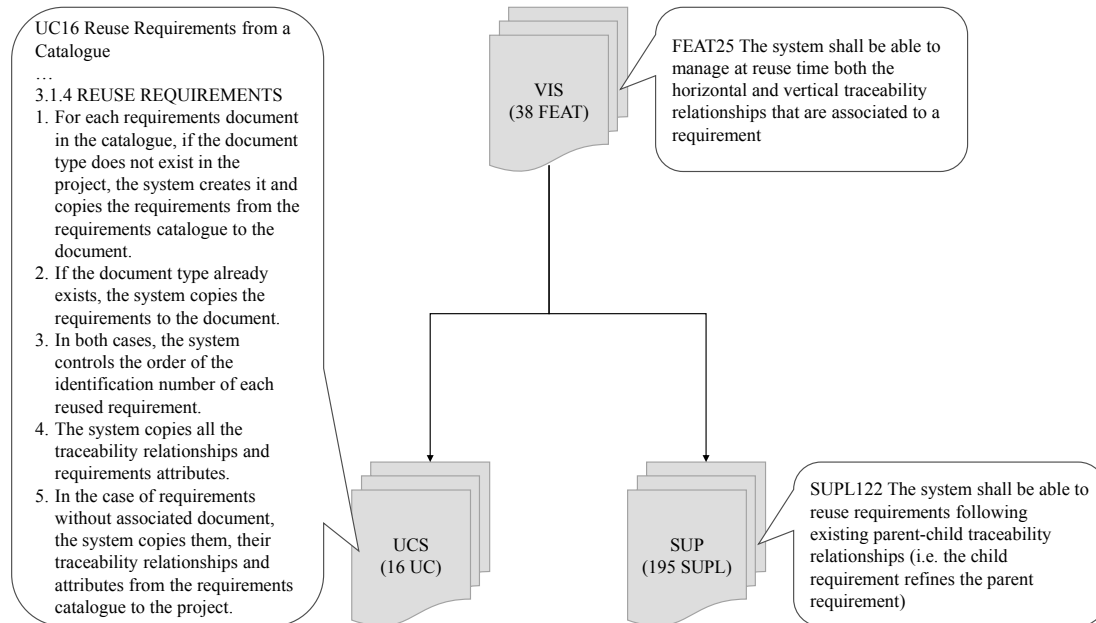 UC16 Reuse Requirements from a
Catalogue
…
3.1.4 REUSE REQUIREMENTS
1. For each requirements document
in the catalogue, if the document
type does not exist in the
project, the system creates it and
copies the requirements from the
requirements catalogue to the
document.
2. If the document type already
exists, the system copies the
requirements to the document.
3. In both cases, the system
controls the order of the
identification number of each
reused requirement.
4. The system copies all the
traceability relationships and
requirements attributes.
5. In the case of requirements
without associated document,
the system copies them, their
traceability relationships and
attributes from the requirements
catalogue to the project.
VIS
(38 FEAT)
FEAT25 The system shall be able to
manage at reuse time both the
horizontal and vertical traceability
relationships that are associated to a
requirement
UCS
(16 UC)
SUP
(195 SUPL)
SUPL122 The system shall be able to
reuse requirements following
existing parent-child traceability
relationships (i.e. the child
requirement refines the parent
requirement)